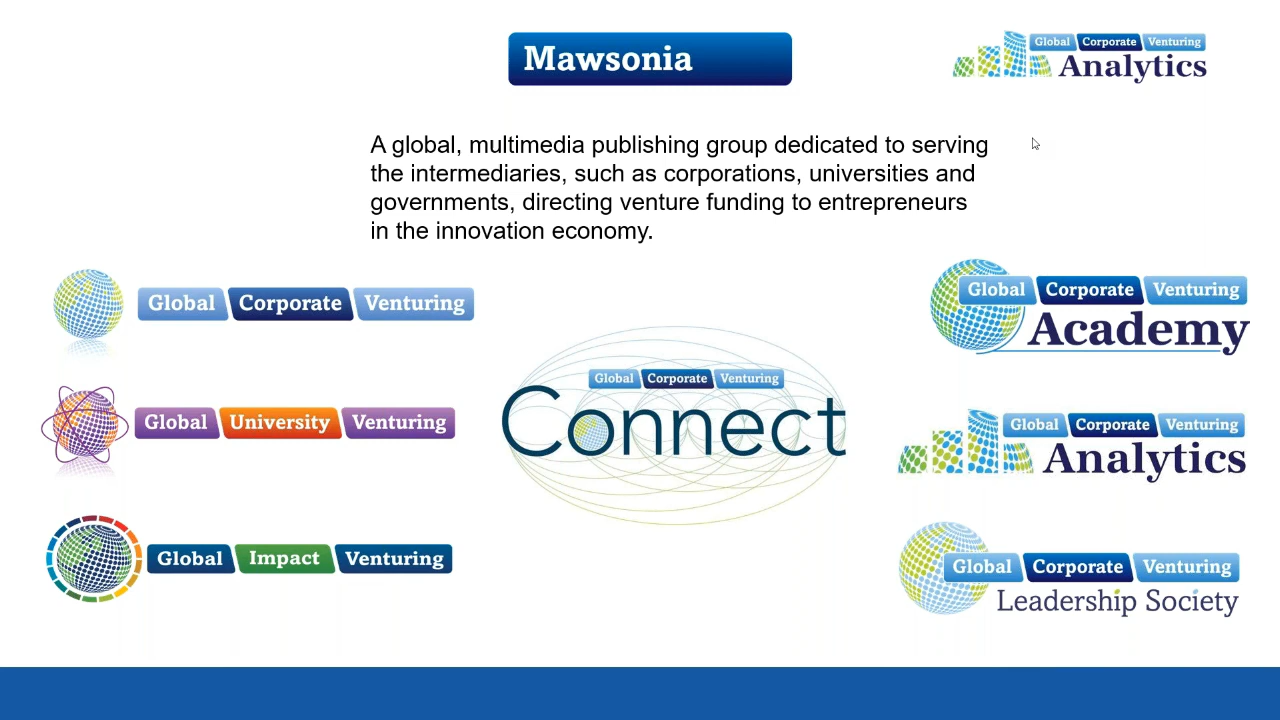 Mawsonia
Global Corporate Venturing
Analytics
A global, multimedia publishing group dedicated to serving
the intermediaries, such as corporations, universities and
governments, directing venture funding to entrepreneurs
in the innovation economy.
Global Corporate Venturing
Global University Venturing
Global Impact Venturing
Global Corporate Venturing
Connect
Global Corporate Venturing
Academy
Global Corporate Venturing
Analytics
Global Corporate Venturing
Leadership Society